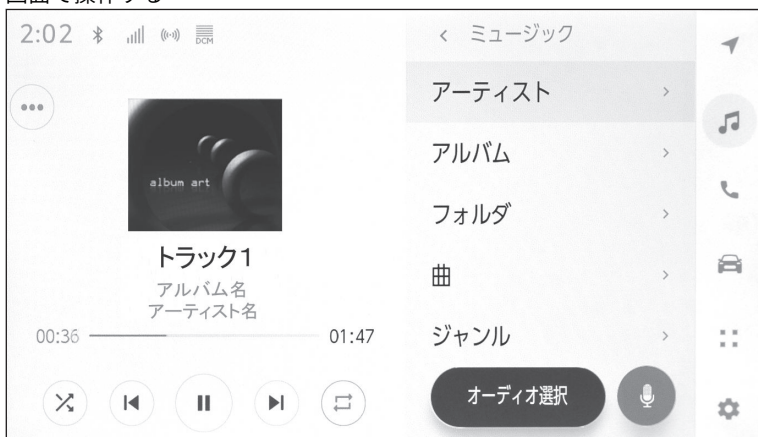 画面で操作する
2:02
DCM
album art
トラック1
アルバム名
アーティスト名
00:36
01:47
ミュージック
アーティスト
アルバム
フォルダ
曲
ジャンル
オーディオ選択